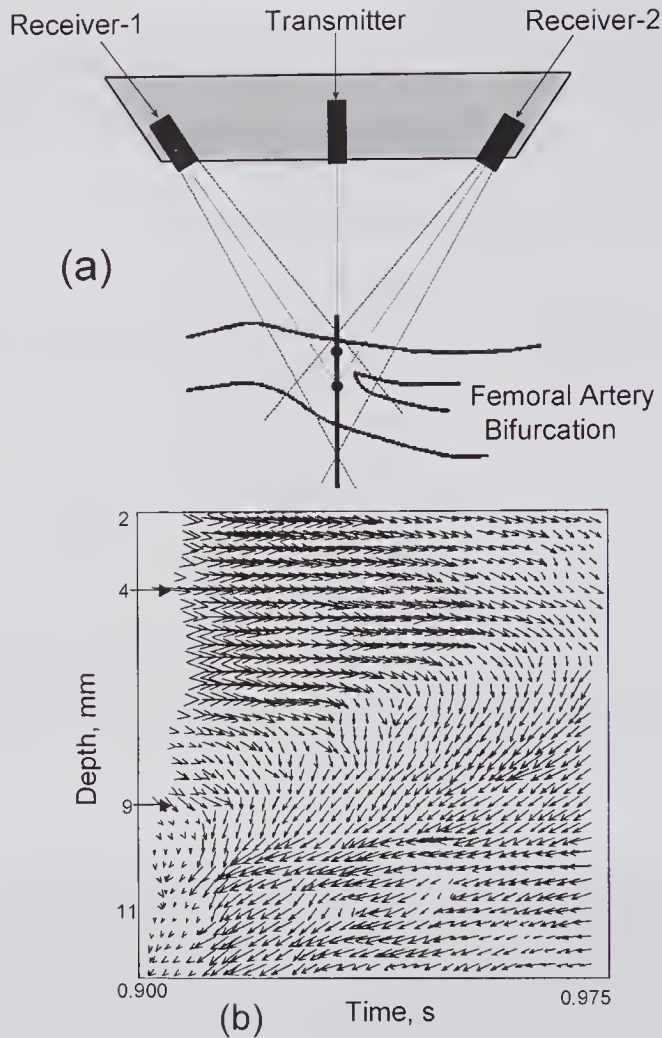 Receiver-1
Transmitter
Receiver-2
(a)
Femoral Artery
Bifurcation
2
4
9
11
Depth, mm
0.900
0.975
Time, s
(b)